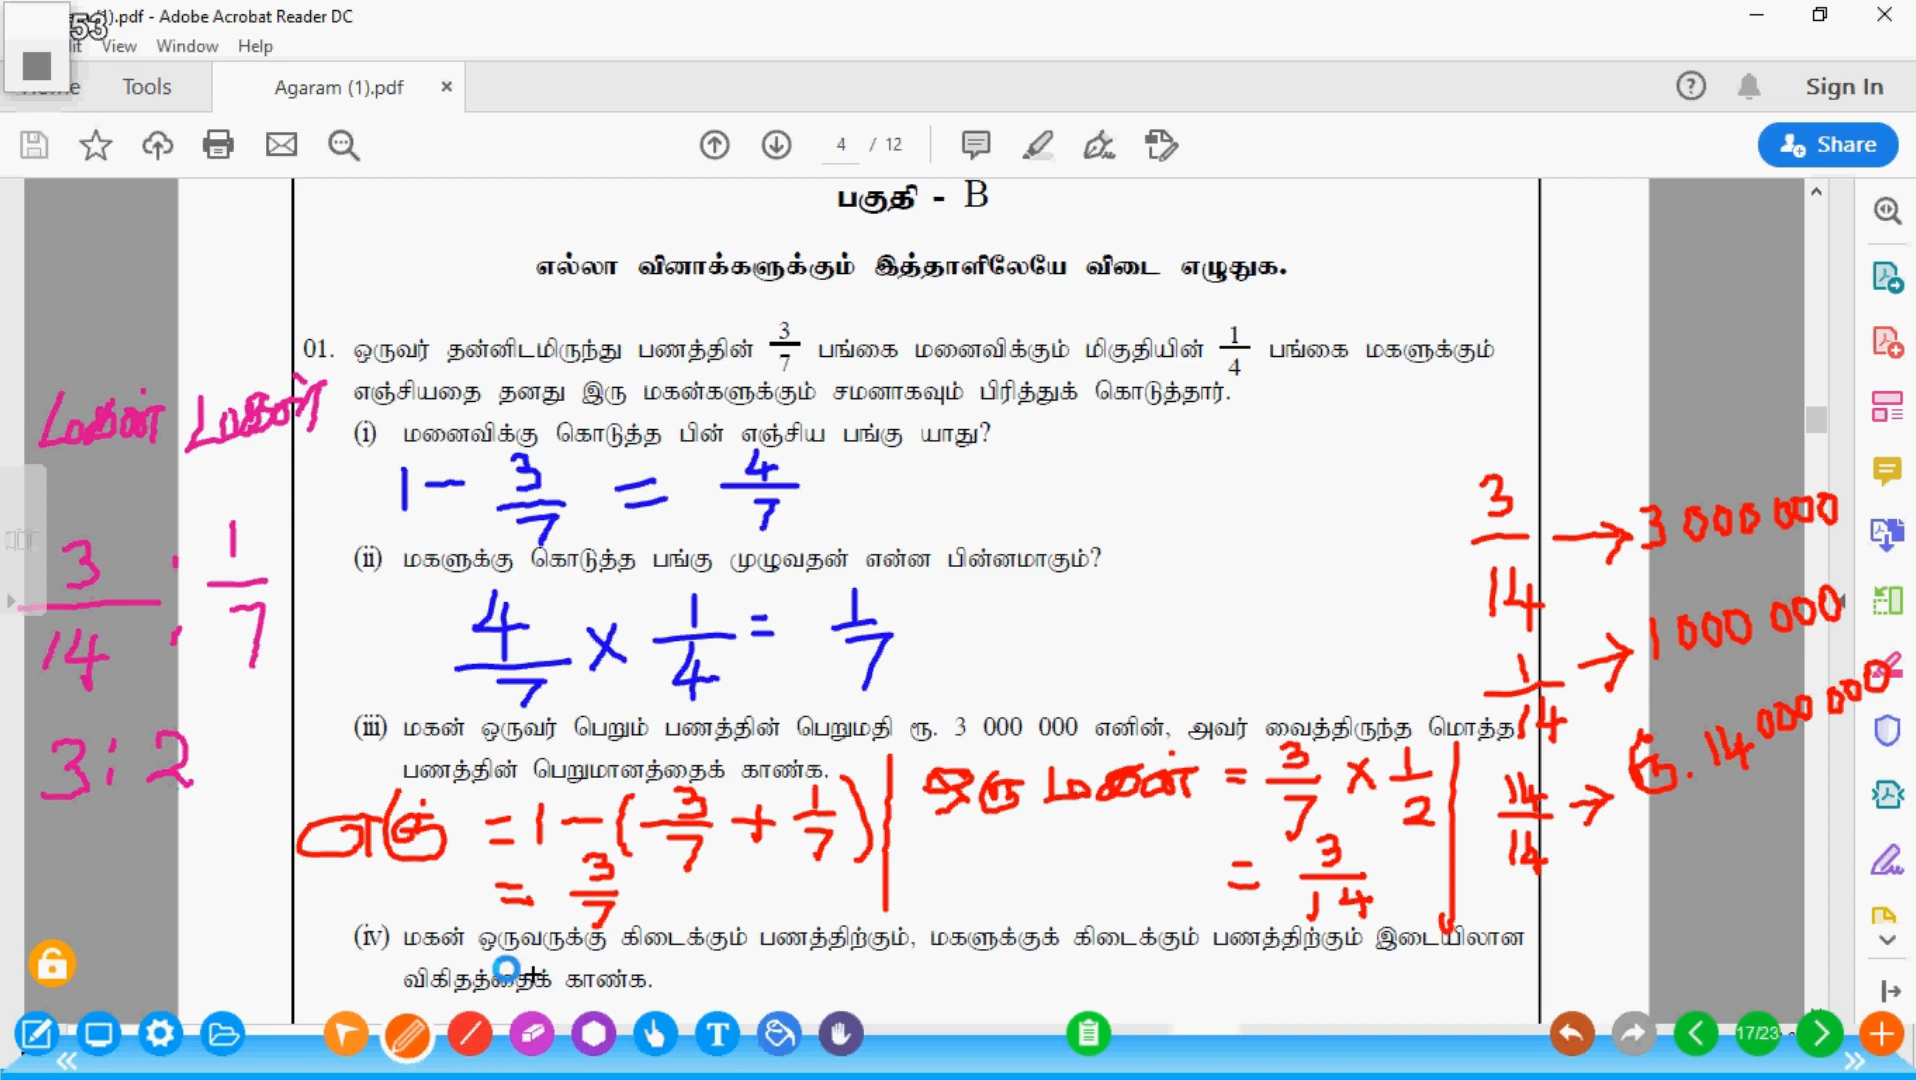 53
(1).pdf - Adobe Acrobat Reader DC
View Window Help
Tools Agaram (1).pdf × Sign In
4 / 12 Share
பகுதி - B
எல்லா வினாக்களுக்கும் இத்தாளிலேயே விடை எழுதுக.
01. ஒருவர் தன்னிடமிருந்து பணத்தின் 3/7 பங்கை மனைவிக்கும் மிகுதியின் 1/4 பங்கை மகளுக்கும்
எஞ்சியதை தனது இரு மகன்களுக்கும் சமனாகவும் பிரித்துக் கொடுத்தார்.
(i) மனைவிக்கு கொடுத்த பின் எஞ்சிய பங்கு யாது?
1 - 3/7 = 4/7
(ii) மகளுக்கு கொடுத்த பங்கு முழுவதன் என்ன பின்னமாகும்?
4/7 × 1/4 = 1/7
(iii) மகன் ஒருவர் பெறும் பணத்தின் பெறுமதி ரூ. 3 000 000 எனின், அவர் வைத்திருந்த மொத்த
பணத்தின் பெறுமானத்தைக் காண்க.
= 1 - (3/7 + 1/7)
= 3/7
ஒரு மகன் = 3/7 × 1/2
= 3/14
3/14 → 3 000 000
1/14 → 1 000 000
14/14 → ரூ. 14 000 000
(iv) மகன் ஒருவருக்கு கிடைக்கும் பணத்திற்கும், மகளுக்குக் கிடைக்கும் பணத்திற்கும் இடையிலான
விகிதத்தைக் காண்க.
மகன் மகள்
3/14 : 1/7
3 : 2
17/23